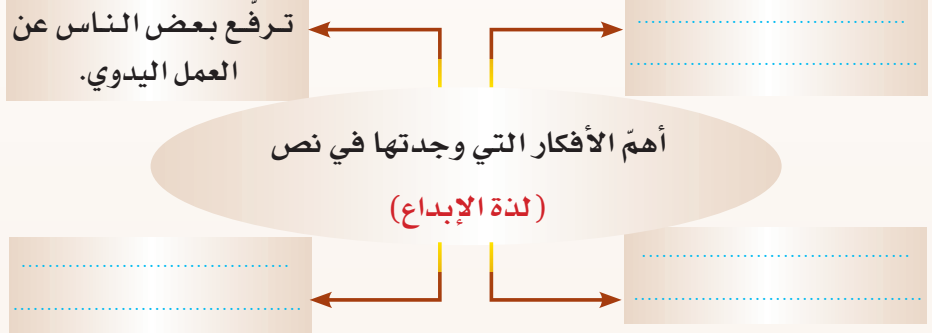 ترفّع بعض الناس عن
العمل اليدوي.
أهمّ الأفكار التي وجدتها في نص
(لذة الإبداع)